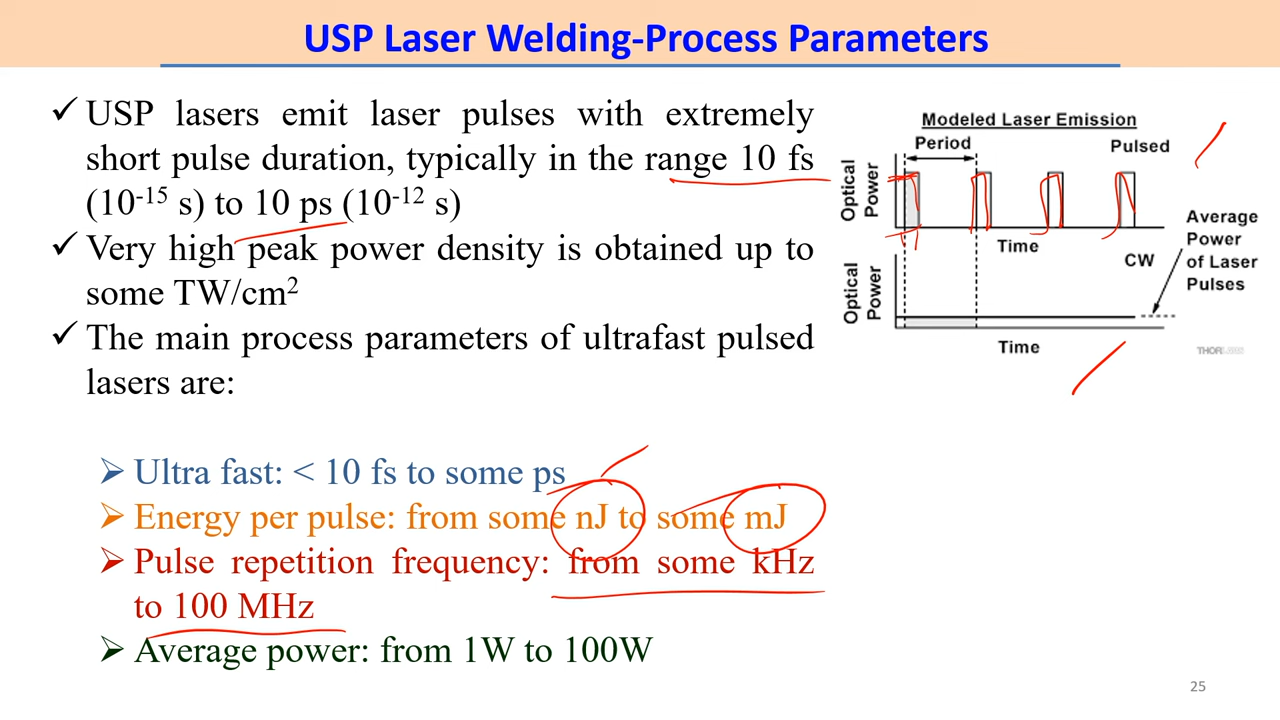 USP Laser Welding-Process Parameters
✓ USP lasers emit laser pulses with extremely
short pulse duration, typically in the range 10 fs
(10⁻¹⁵ s) to 10 ps (10⁻¹² s)
✓ Very high peak power density is obtained up to
some TW/cm²
✓ The main process parameters of ultrafast pulsed
lasers are:
➢ Ultra fast: < 10 fs to some ps
➢ Energy per pulse: from some nJ to some mJ
➢ Pulse repetition frequency: from some kHz
to 100 MHz
➢ Average power: from 1W to 100W
Modeled Laser Emission
Period
Pulsed
Optical
Power
Time
Average
Power
of Laser
Pulses
CW
Optical
Power
Time
THORLABS
25